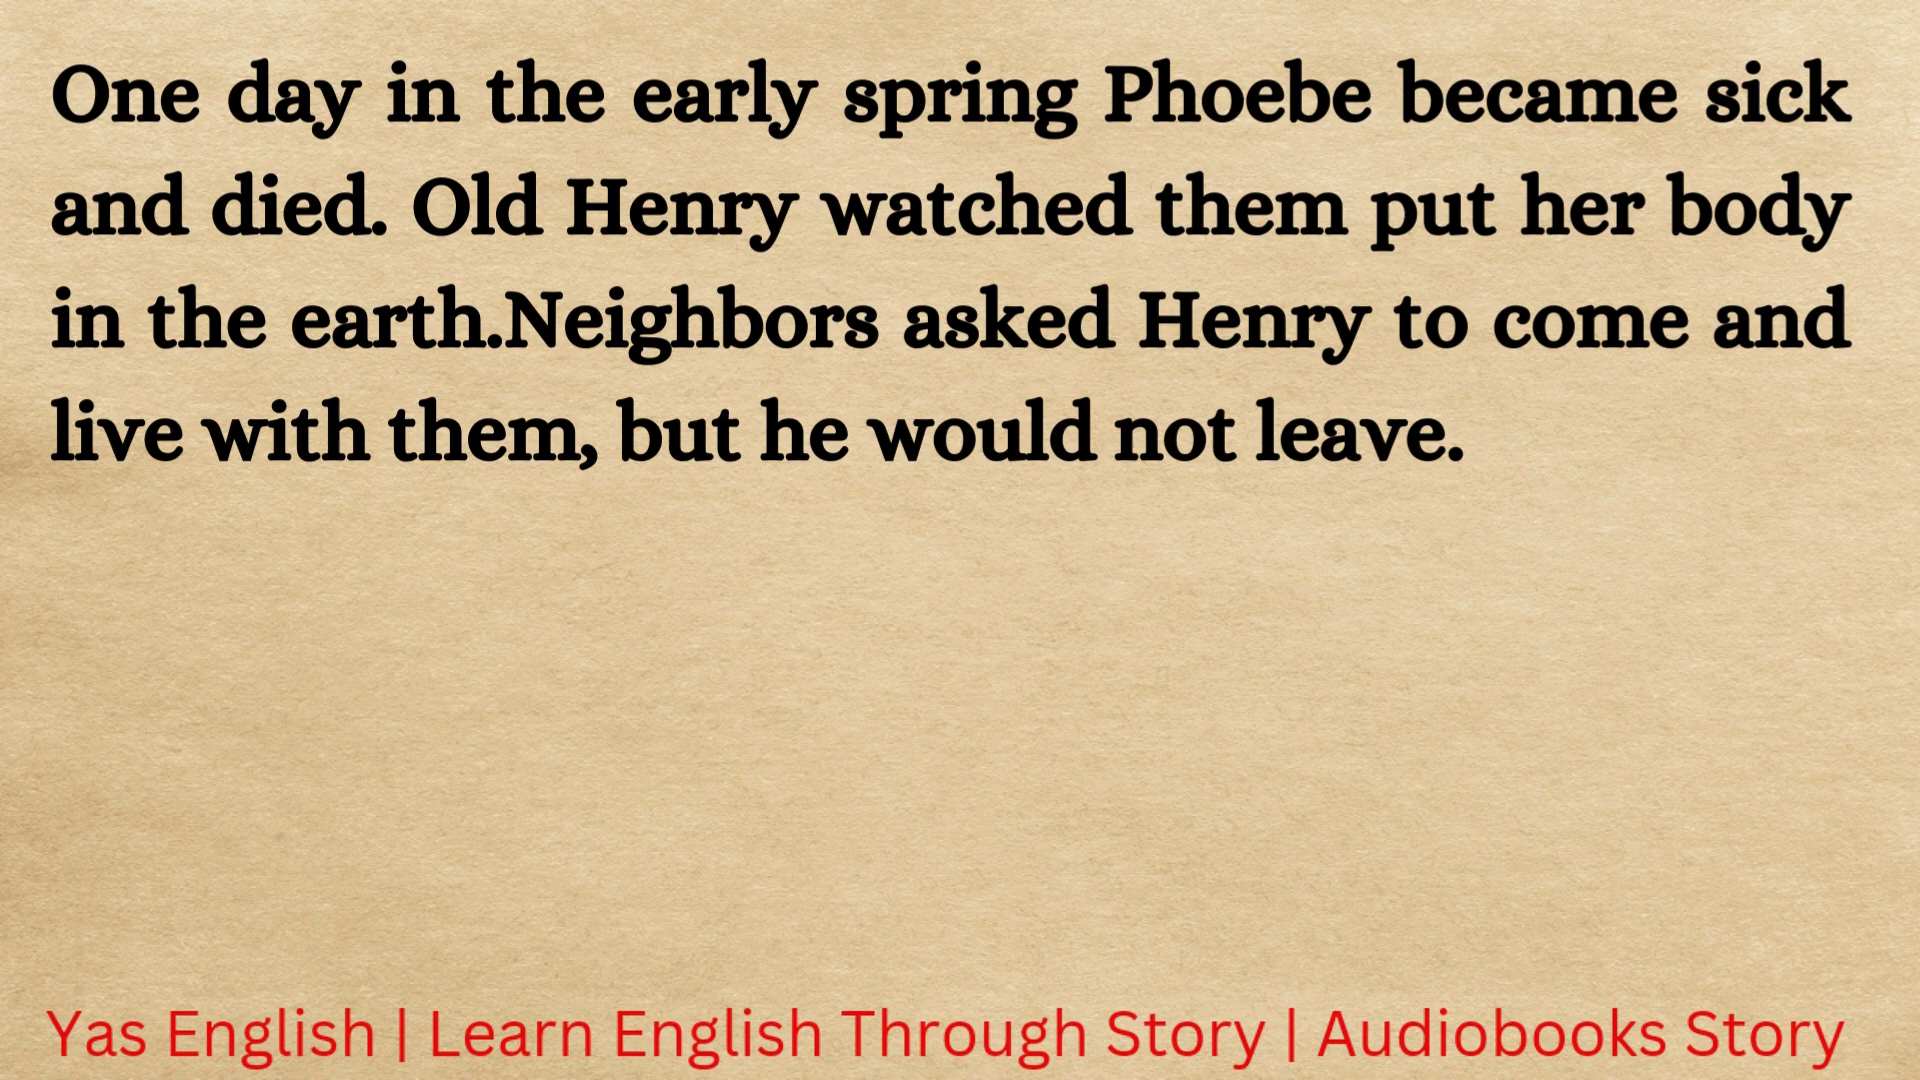 One day in the early spring Phoebe became sick
and died. Old Henry watched them put her body
in the earth.Neighbors asked Henry to come and
live with them, but he would not leave.
Yas English | Learn English Through Story | Audiobooks Story